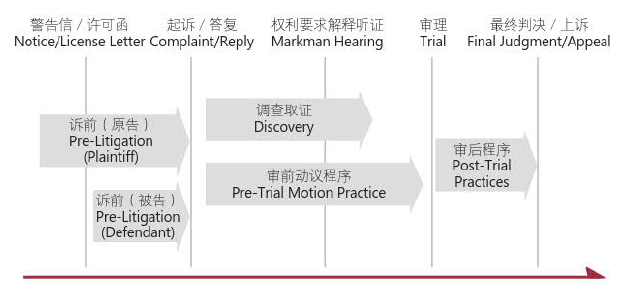 警告信 / 许可函
Notice/License Letter
起诉 / 答复
Complaint/Reply
权利要求解释听证
Markman Hearing
审理
Trial
最终判决 / 上诉
Final Judgment/Appeal
诉前（原告）
Pre-Litigation
(Plaintiff)
诉前（被告）
Pre-Litigation
(Defendant)
调查取证
Discovery
审前动议程序
Pre-Trial Motion Practice
审后程序
Post-Trial
Practices